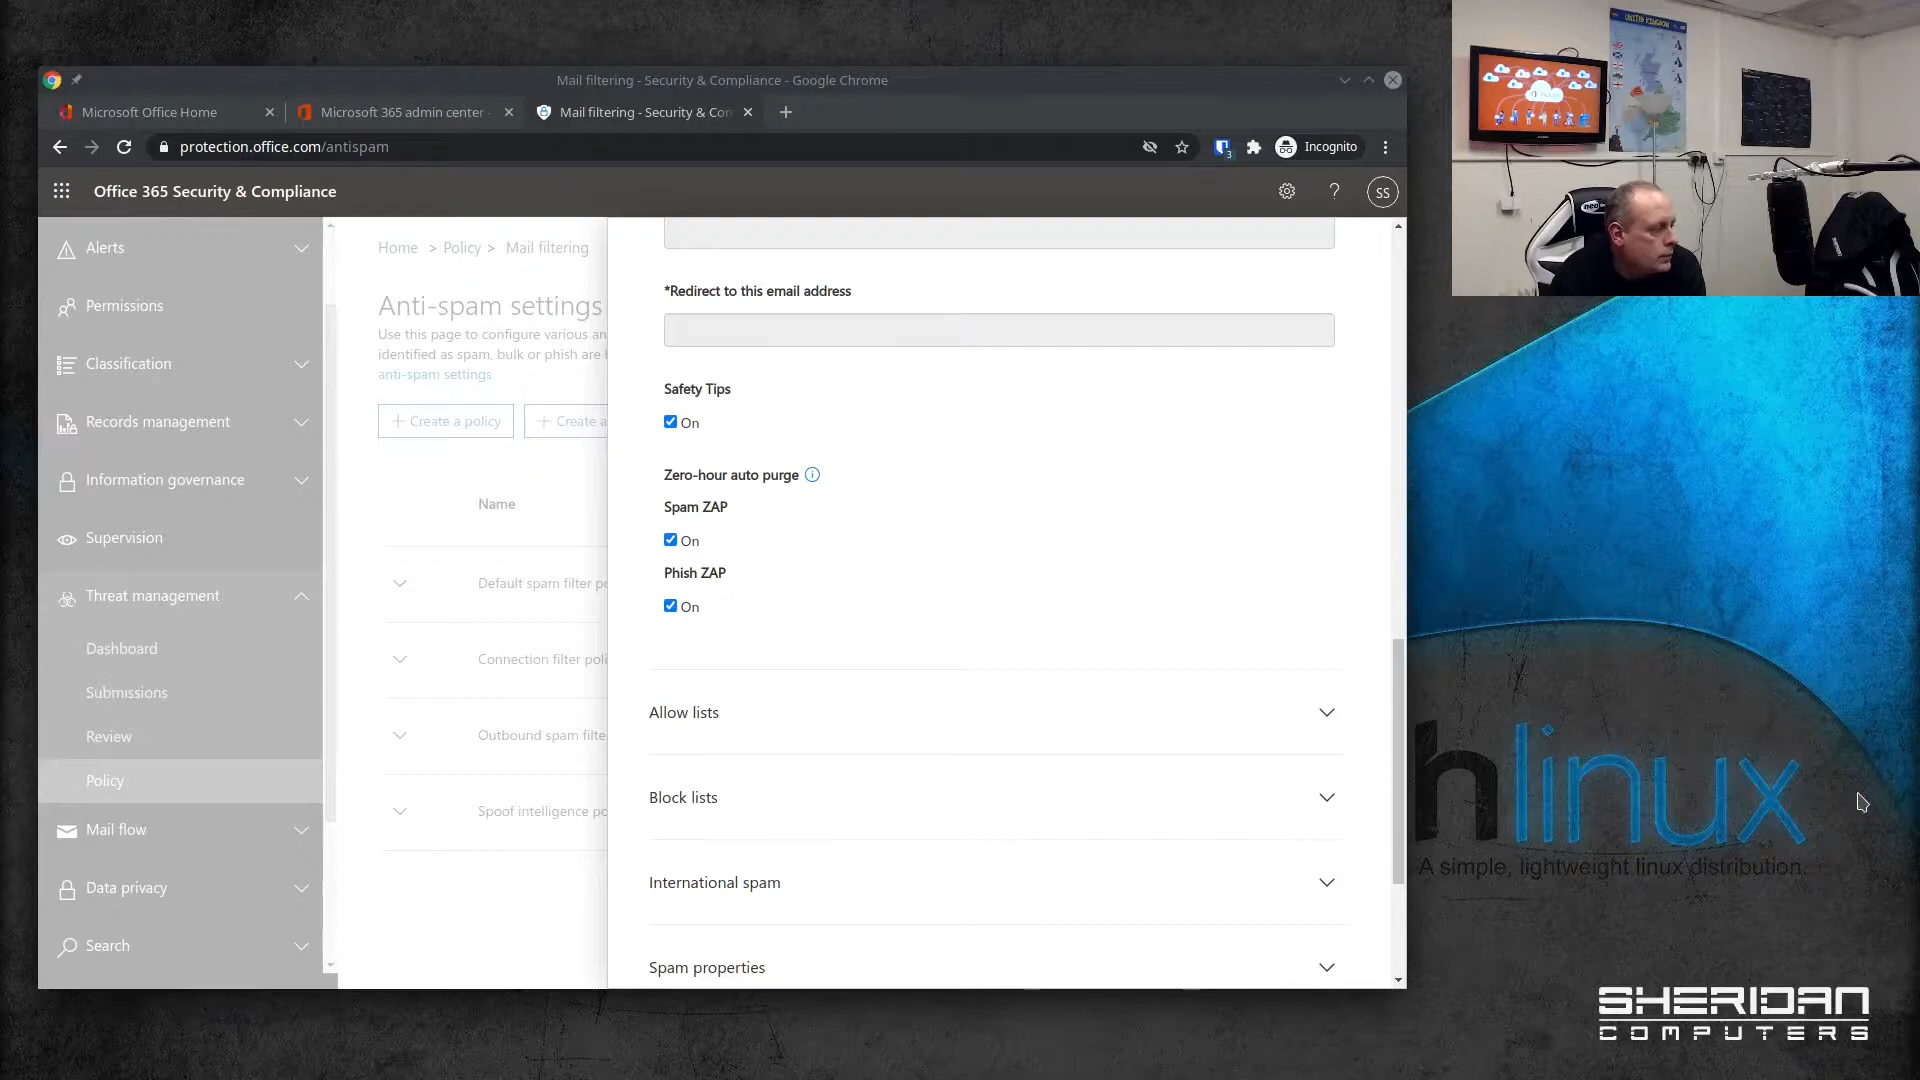 Mail filtering - Security & Compliance - Google Chrome
Microsoft Office Home
Microsoft 365 admin center -
Mail filtering - Security & Con
protection.office.com/antispam
3
Incognito
Office 365 Security & Compliance
?
SS
Alerts
Permissions
Classification
Records management
Information governance
Supervision
Threat management
Dashboard
Submissions
Review
Policy
Mail flow
Data privacy
Search
Home > Policy > Mail filtering
Anti-spam settings
Use this page to configure various an
identified as spam, bulk or phish are h
anti-spam settings
+ Create a policy
+ Create a
Name
Default spam filter po
Connection filter poli
Outbound spam filte
Spoof intelligence po
*Redirect to this email address
Safety Tips
On
Zero-hour auto purge
Spam ZAP
On
Phish ZAP
On
Allow lists
Block lists
International spam
Spam properties
UNITED KINGDOM
hlinux
A simple, lightweight linux distribution.
SHERIDAN
COMPUTERS